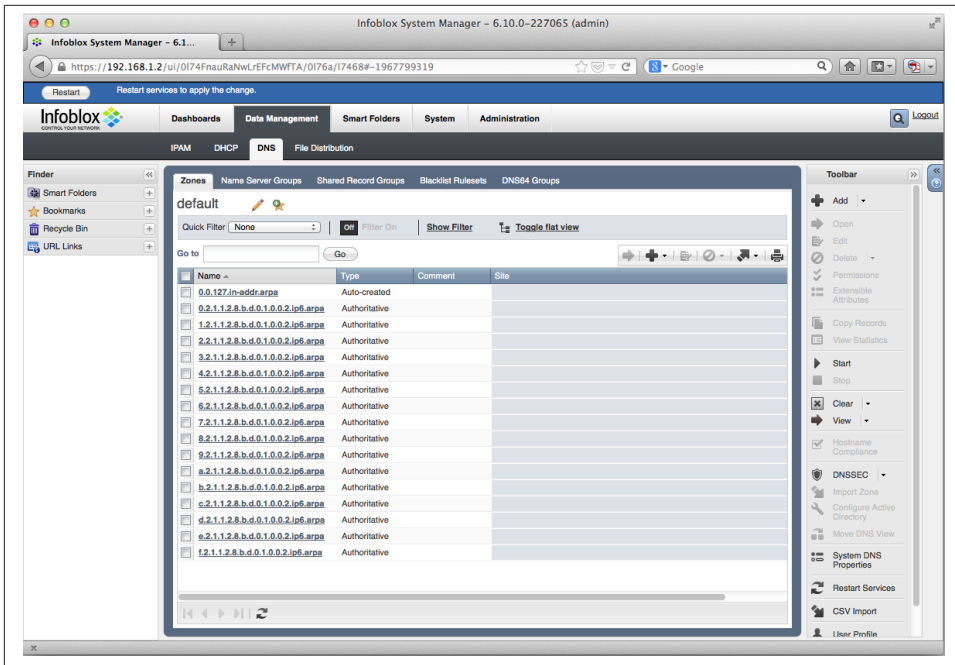 Infoblox System Manager – 6.10.0–227065 (admin)
Infoblox System Manager – 6.1...
https://192.168.1.2/ui/0I74FnauRaNwLrEFcMWfTA/0I76a/I7468#–1967799319
Google
Restart
Restart services to apply the change.
Infoblox
CONTROL YOUR NETWORK
Dashboards
Data Management
Smart Folders
System
Administration
Logout
IPAM
DHCP
DNS
File Distribution
Finder
Smart Folders
Bookmarks
Recycle Bin
URL Links
Zones
Name Server Groups
Shared Record Groups
Blacklist Rulesets
DNS64 Groups
default
Quick Filter
None
Off
Filter On
Show Filter
Toggle flat view
Go to
Go
Name
Type
Comment
Site
0.0.127.in-addr.arpa Auto-created
0.2.1.1.2.8.b.d.0.1.0.0.2.ip6.arpa Authoritative
1.2.1.1.2.8.b.d.0.1.0.0.2.ip6.arpa Authoritative
2.2.1.1.2.8.b.d.0.1.0.0.2.ip6.arpa Authoritative
3.2.1.1.2.8.b.d.0.1.0.0.2.ip6.arpa Authoritative
4.2.1.1.2.8.b.d.0.1.0.0.2.ip6.arpa Authoritative
5.2.1.1.2.8.b.d.0.1.0.0.2.ip6.arpa Authoritative
6.2.1.1.2.8.b.d.0.1.0.0.2.ip6.arpa Authoritative
7.2.1.1.2.8.b.d.0.1.0.0.2.ip6.arpa Authoritative
8.2.1.1.2.8.b.d.0.1.0.0.2.ip6.arpa Authoritative
9.2.1.1.2.8.b.d.0.1.0.0.2.ip6.arpa Authoritative
a.2.1.1.2.8.b.d.0.1.0.0.2.ip6.arpa Authoritative
b.2.1.1.2.8.b.d.0.1.0.0.2.ip6.arpa Authoritative
c.2.1.1.2.8.b.d.0.1.0.0.2.ip6.arpa Authoritative
d.2.1.1.2.8.b.d.0.1.0.0.2.ip6.arpa Authoritative
e.2.1.1.2.8.b.d.0.1.0.0.2.ip6.arpa Authoritative
f.2.1.1.2.8.b.d.0.1.0.0.2.ip6.arpa Authoritative
Toolbar
Add
Open
Edit
Delete
Permissions
Extensible
Attributes
Copy Records
View Statistics
Start
Stop
Clear
View
Hostname
Compliance
DNSSEC
Import Zone
Configure Active
Directory
Move DNS View
System DNS
Properties
Restart Services
CSV Import
User Profile